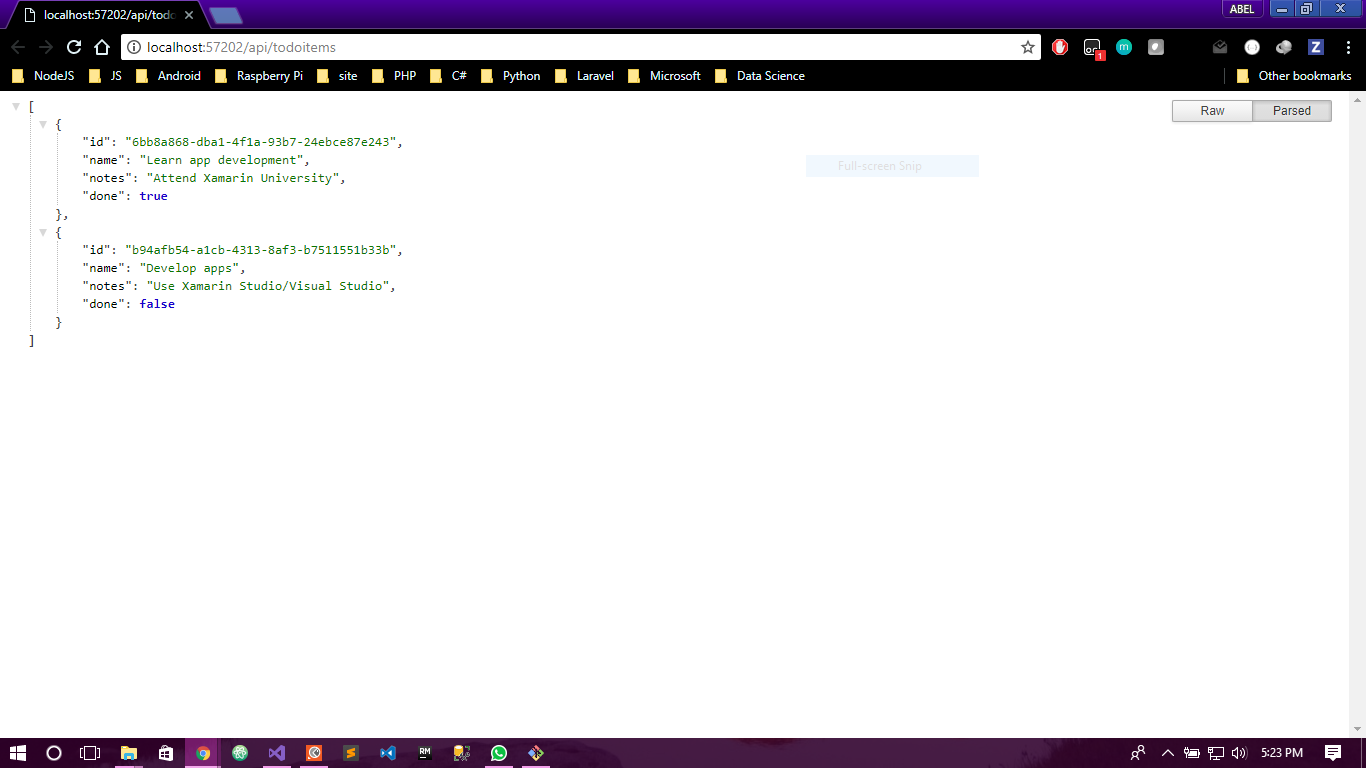 localhost:57202/api/todo
ABEL
localhost:57202/api/todoitems
1
m
Z
NodeJS JS Android Raspberry Pi site PHP C# Python Laravel Microsoft Data Science Other bookmarks
[
Raw Parsed
{
"id": "6bb8a868-dba1-4f1a-93b7-24ebce87e243",
"name": "Learn app development",
Full-screen Snip
"notes": "Attend Xamarin University",
"done": true
},
{
"id": "b94afb54-a1cb-4313-8af3-b7511551b33b",
"name": "Develop apps",
"notes": "Use Xamarin Studio/Visual Studio",
"done": false
}
]
RM
5:23 PM